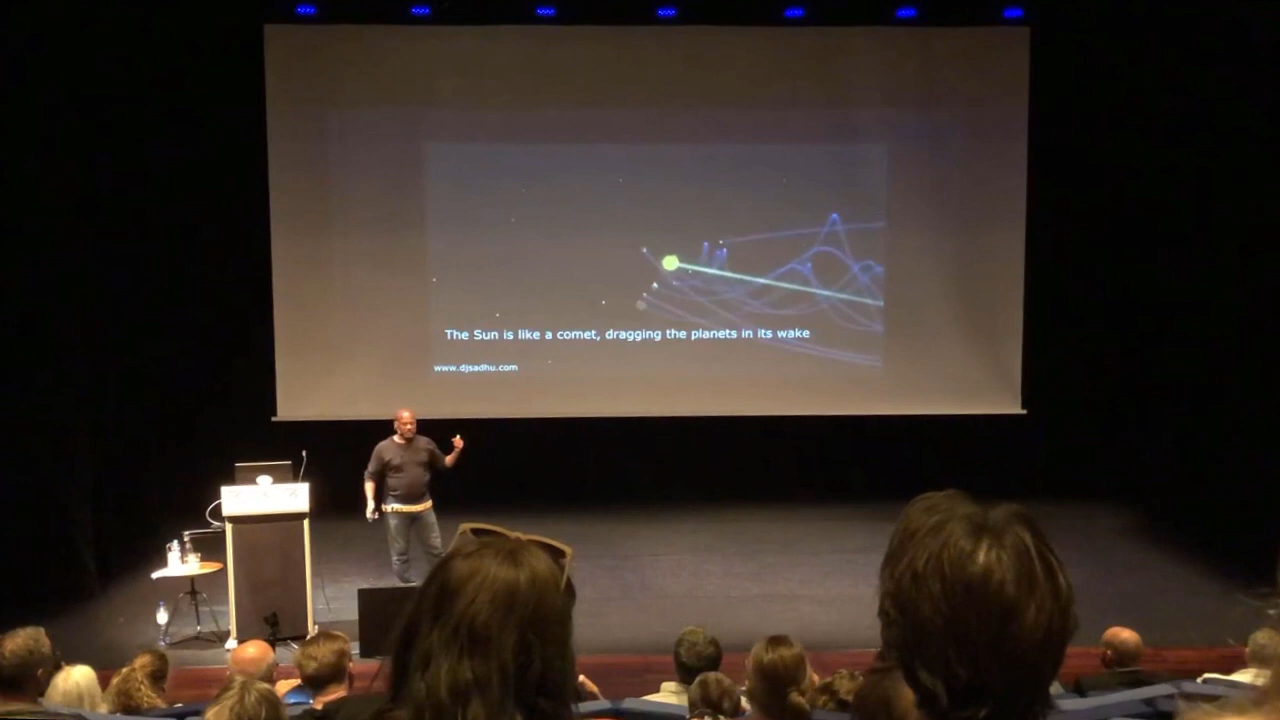 The Sun is like a comet, dragging the planets in its wake
www.djsadhu.com